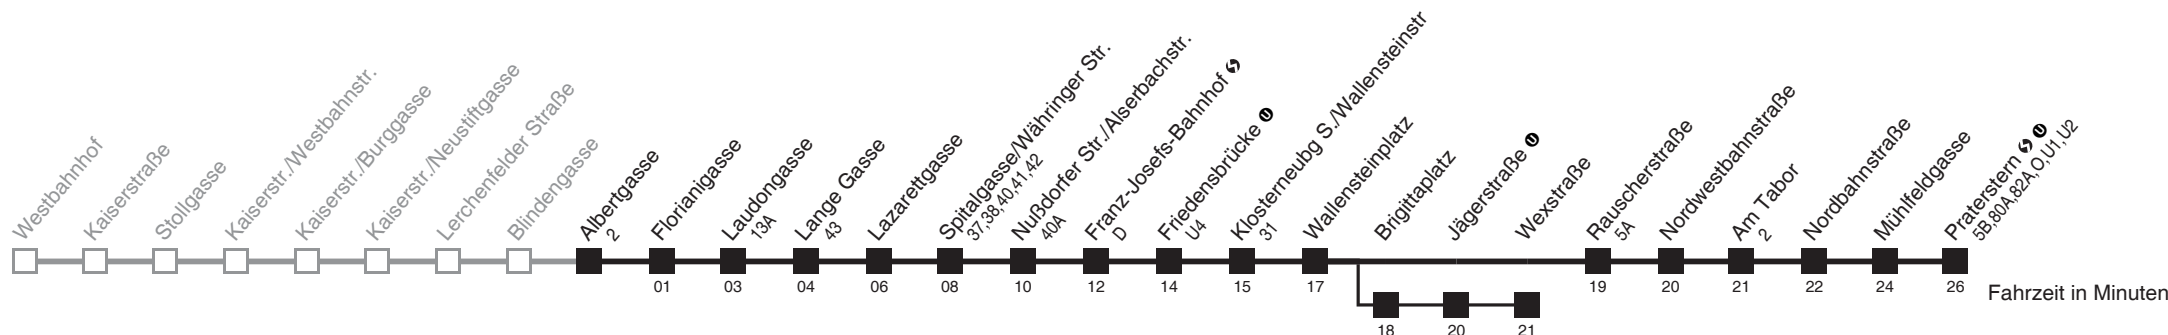 Westbahnhof
Kaiserstraße
Stollgasse
Kaiserstr./Westbahnstr.
Kaiserstr./Burggasse
Kaiserstr./Neustiftgasse
Lerchenfelder Straße
Blindengasse
Albertgasse
2
Florianigasse
Laudongasse
13A
Lange Gasse
43
Lazarettgasse
Spitalgasse/Währinger Str.
37,38,40,41,42
Nußdorfer Str./Alserbachstr.
40A
Franz-Josefs-Bahnhof S
D
Friedensbrücke U
U4
Klosterneubg S./Wallensteinstr
31
Wallensteinplatz
Brigittaplatz
Jägerstraße U
Wexstraße
Rauscherstraße
5A
Nordwestbahnstraße
Am Tabor
2
Nordbahnstraße
Mühlfeldgasse
Praterstern S U
5B,80A,82A,O,U1,U2
01 03 04 06 08 10 12 14 15 17 19 20 21 22 24 26
Fahrzeit in Minuten
18 20 21